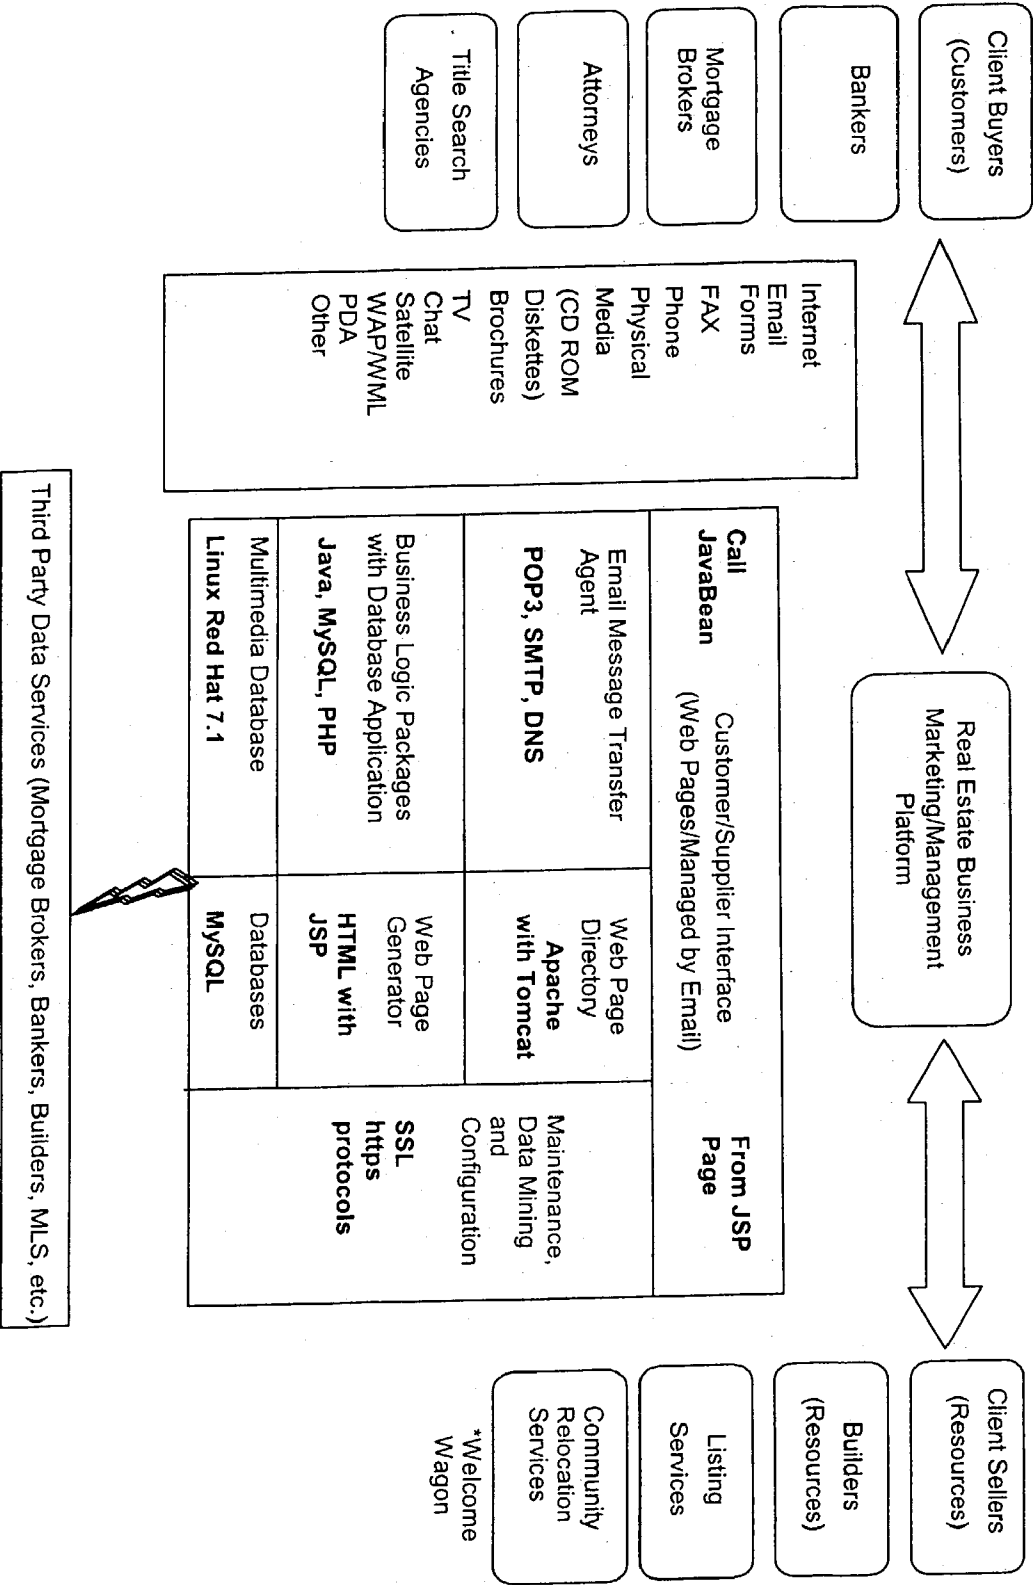 Client Buyers
(Customers)
Bankers
Mortgage
Brokers
Attorneys
Title Search
Agencies
Internet
Email
Forms
FAX
Phone
Physical
Media
(CD ROM
Diskettes)
Brochures
TV
Chat
Satellite
WAP/WML
PDA
Other
Real Estate Business
Marketing/Management
Platform
Call
JavaBean
Customer/Supplier Interface
(Web Pages/Managed by Email)
From JSP
Page
Email Message Transfer
Agent
POP3, SMTP, DNS
Web Page
Directory
Apache
with Tomcat
Maintenance,
Data Mining
and
Configuration
SSL
https
protocols
Business Logic Packages
with Database Application
Java, MySQL, PHP
Web Page
Generator
HTML with
JSP
Multimedia Database
Linux Red Hat 7.1
Databases
MySQL
Client Sellers
(Resources)
Builders
(Resources)
Listing
Services
Community
Relocation
Services
*Welcome
Wagon
Third Party Data Services (Mortgage Brokers, Bankers, Builders, MLS, etc.)